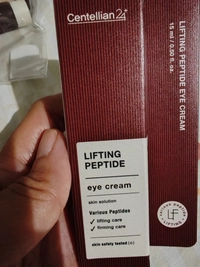 Centellian24
LIFTING
PEPTIDE
eye cream
skin solution
Various Peptides
✓ lifting care
✓ firming care
skin safety tested
LIFTING PEPTIDE EYE CREAM
15 ml / 0.50 fl. oz.
LF